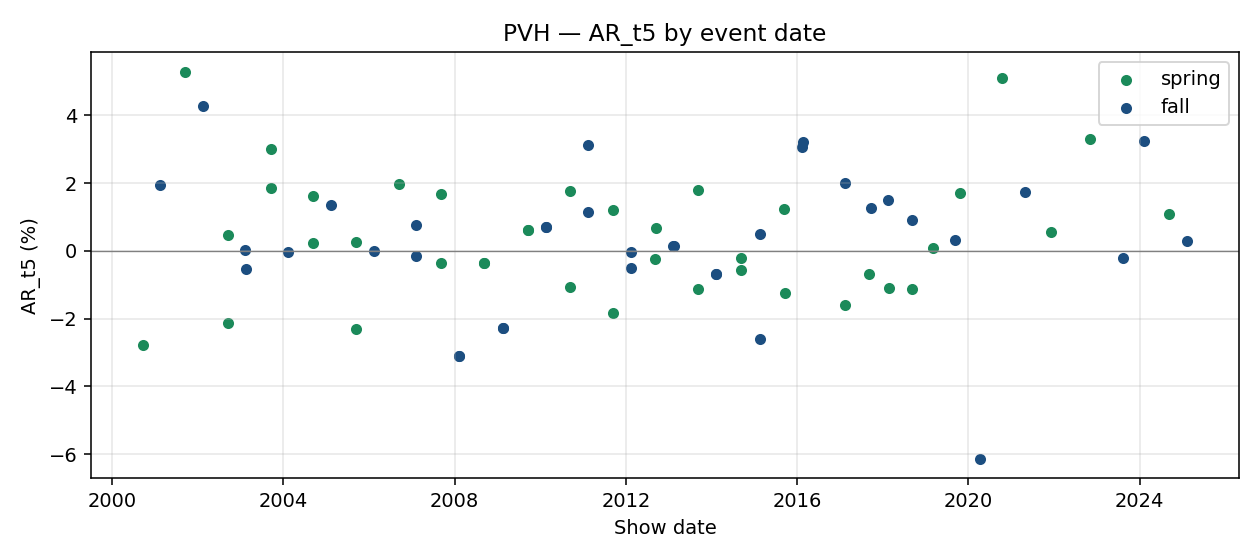 PVH — AR_t5 by event date
spring
fall
AR_t5 (%)
4
2
0
−2
−4
−6
2000 2004 2008 2012 2016 2020 2024
Show date